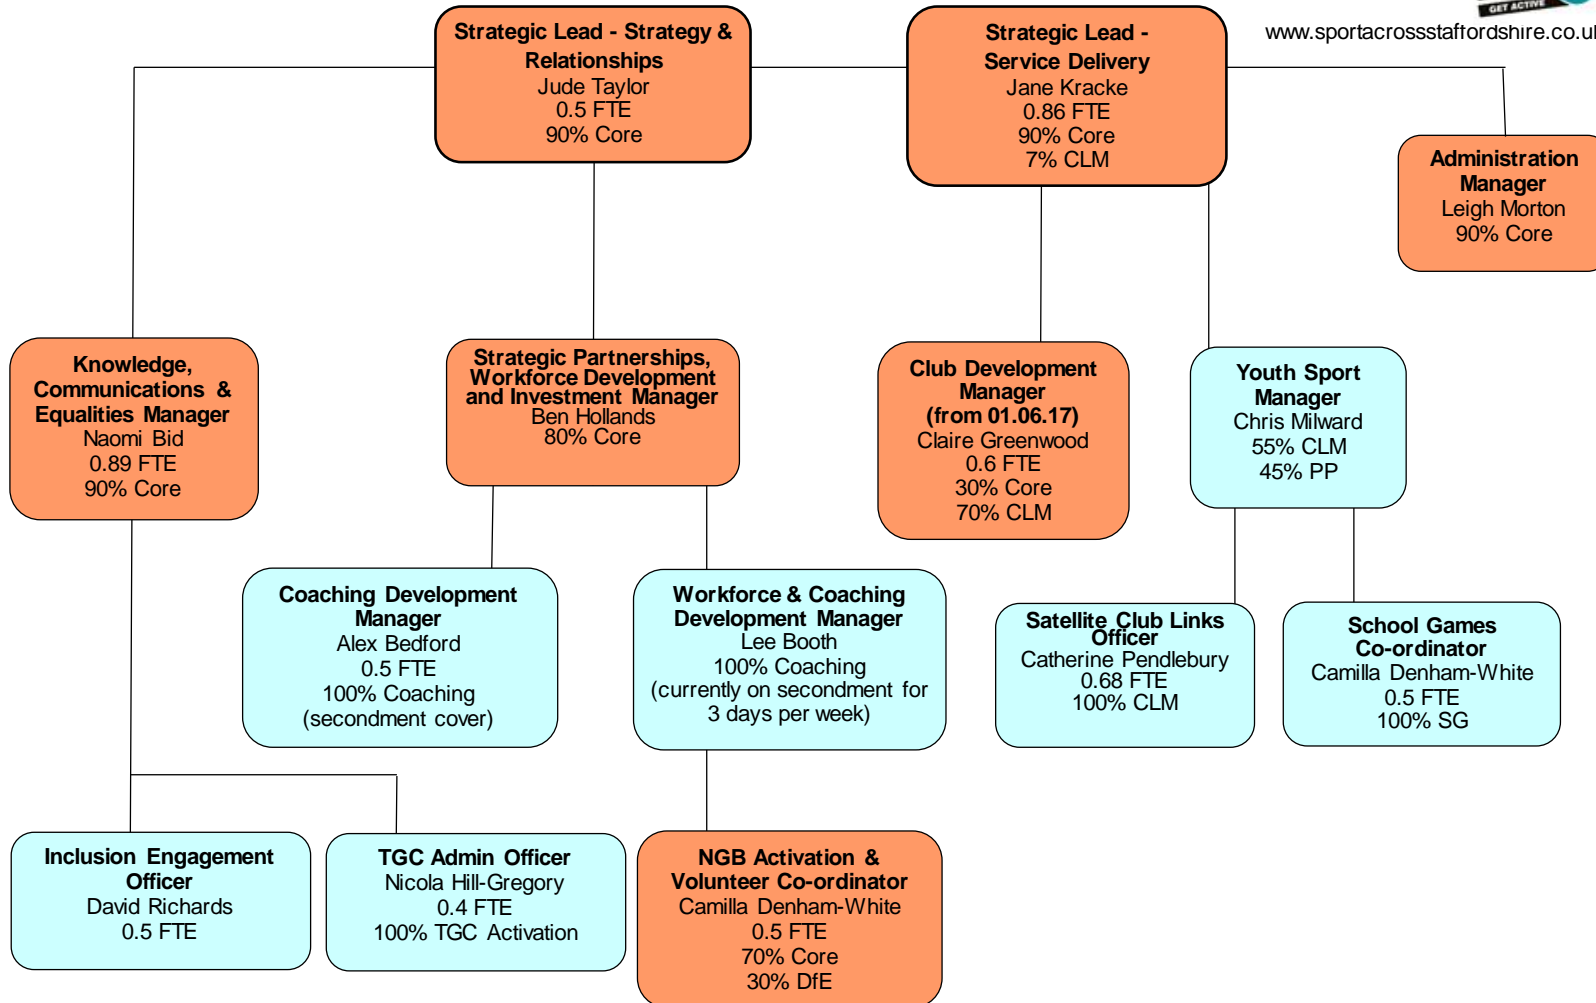 GET ACTIVE
www.sportacrossstaffordshire.co.uk
Strategic Lead - Strategy &
Relationships
Jude Taylor
0.5 FTE
90% Core
Strategic Lead -
Service Delivery
Jane Kracke
0.86 FTE
90% Core
7% CLM
Administration
Manager
Leigh Morton
90% Core
Knowledge,
Communications &
Equalities Manager
Naomi Bid
0.89 FTE
90% Core
Strategic Partnerships,
Workforce Development
and Investment Manager
Ben Hollands
80% Core
Club Development
Manager
(from 01.06.17)
Claire Greenwood
0.6 FTE
30% Core
70% CLM
Youth Sport
Manager
Chris Milward
55% CLM
45% PP
Coaching Development
Manager
Alex Bedford
0.5 FTE
100% Coaching
(secondment cover)
Workforce & Coaching
Development Manager
Lee Booth
100% Coaching
(currently on secondment for
3 days per week)
Satellite Club Links
Officer
Catherine Pendlebury
0.68 FTE
100% CLM
School Games
Co-ordinator
Camilla Denham-White
0.5 FTE
100% SG
Inclusion Engagement
Officer
David Richards
0.5 FTE
TGC Admin Officer
Nicola Hill-Gregory
0.4 FTE
100% TGC Activation
NGB Activation &
Volunteer Co-ordinator
Camilla Denham-White
0.5 FTE
70% Core
30% DfE